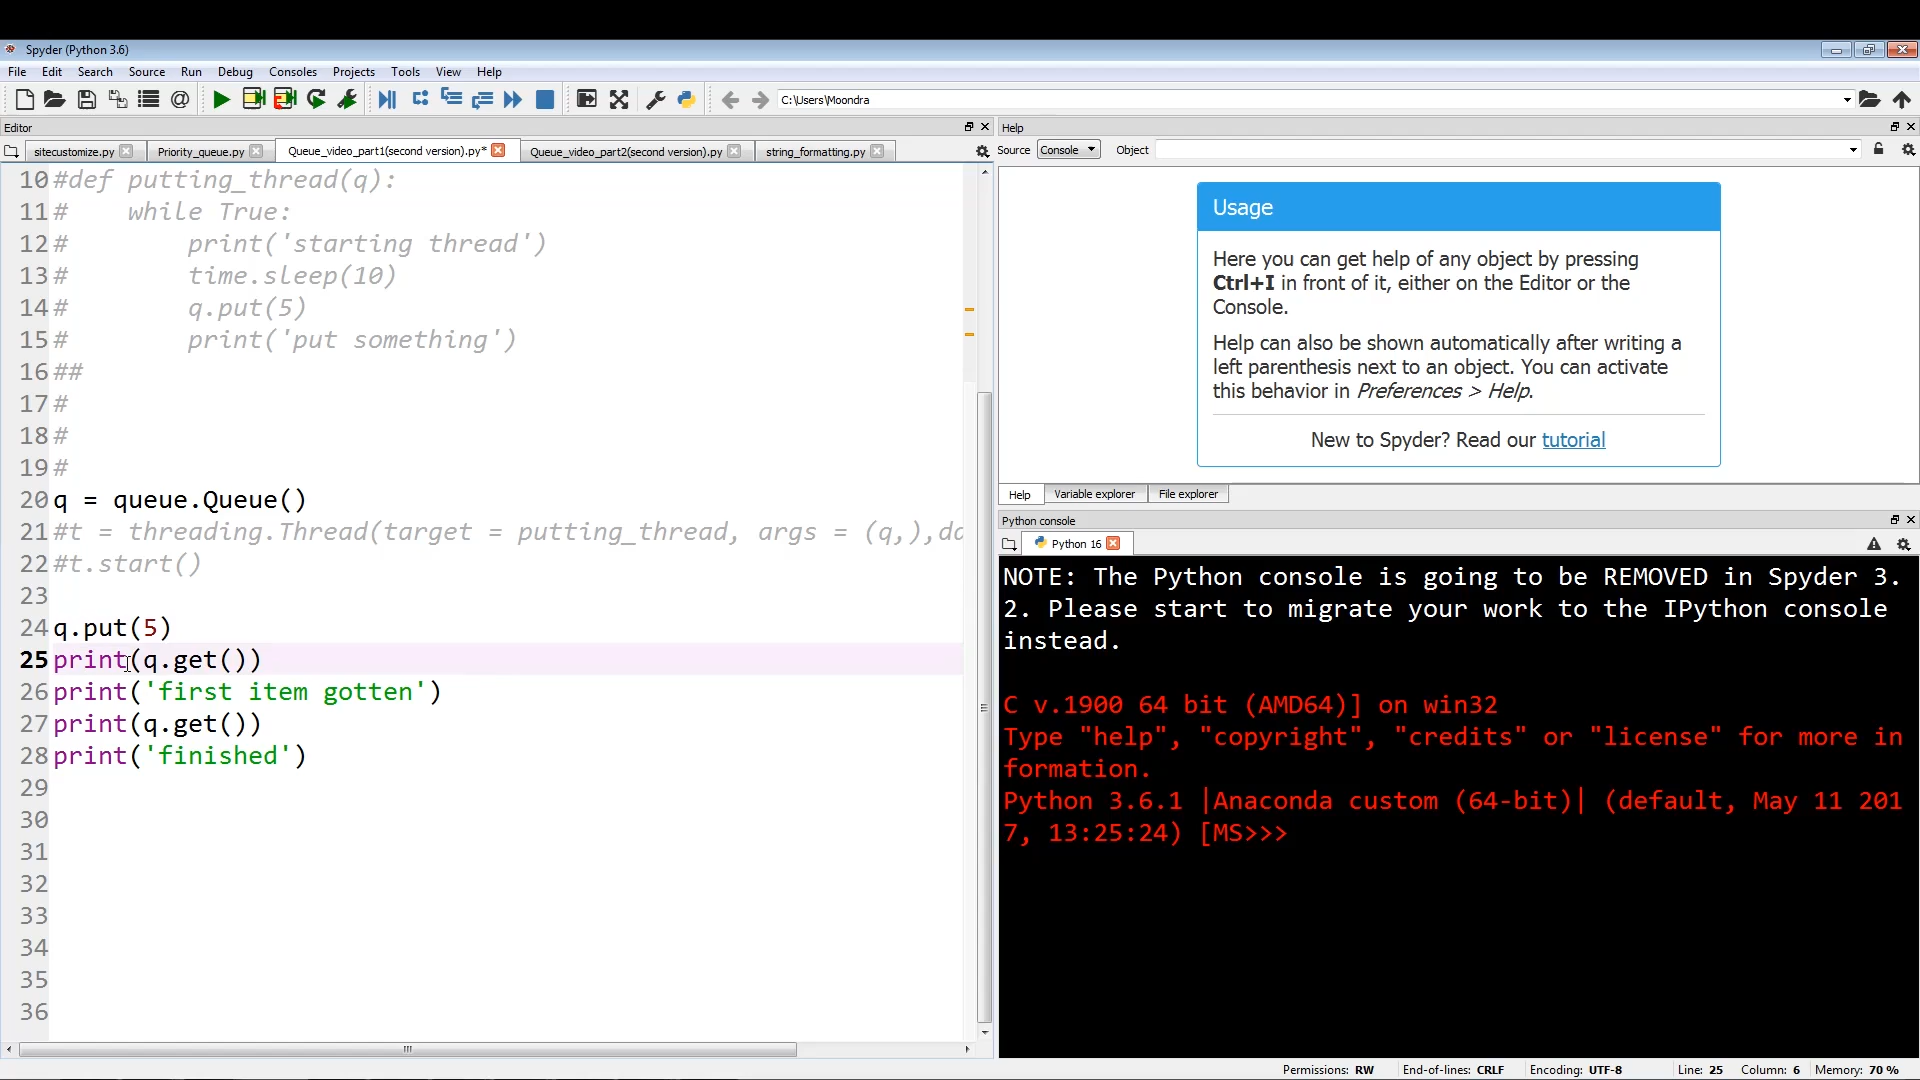 Spyder (Python 3.6)
File Edit Search Source Run Debug Consoles Projects Tools View Help
C:\Users\Moondra
Editor
sitecustomize.py Priority_queue.py Queue_video_part1(second version).py* Queue_video_part2(second version).py string_formatting.py
10 #def putting_thread(q):
11 #    while True:
12 #        print('starting thread')
13 #        time.sleep(10)
14 #        q.put(5)
15 #        print('put something')
16 ##
17 #
18 #
19 #
20 q = queue.Queue()
21 #t = threading.Thread(target = putting_thread, args = (q,),da
22 #t.start()
23
24 q.put(5)
25 print(q.get())
26 print('first item gotten')
27 print(q.get())
28 print('finished')
29
30
31
32
33
34
35
36
Help
Source Console Object
Usage
Here you can get help of any object by pressing
Ctrl+I in front of it, either on the Editor or the
Console.
Help can also be shown automatically after writing a
left parenthesis next to an object. You can activate
this behavior in Preferences > Help.
New to Spyder? Read our tutorial
Help Variable explorer File explorer
Python console
Python 16
NOTE: The Python console is going to be REMOVED in Spyder 3.
2. Please start to migrate your work to the IPython console
instead.
C v.1900 64 bit (AMD64)] on win32
Type "help", "copyright", "credits" or "license" for more in
formation.
Python 3.6.1 |Anaconda custom (64-bit)| (default, May 11 201
7, 13:25:24) [MS>>>
Permissions: RW End-of-lines: CRLF Encoding: UTF-8 Line: 25 Column: 6 Memory: 70 %